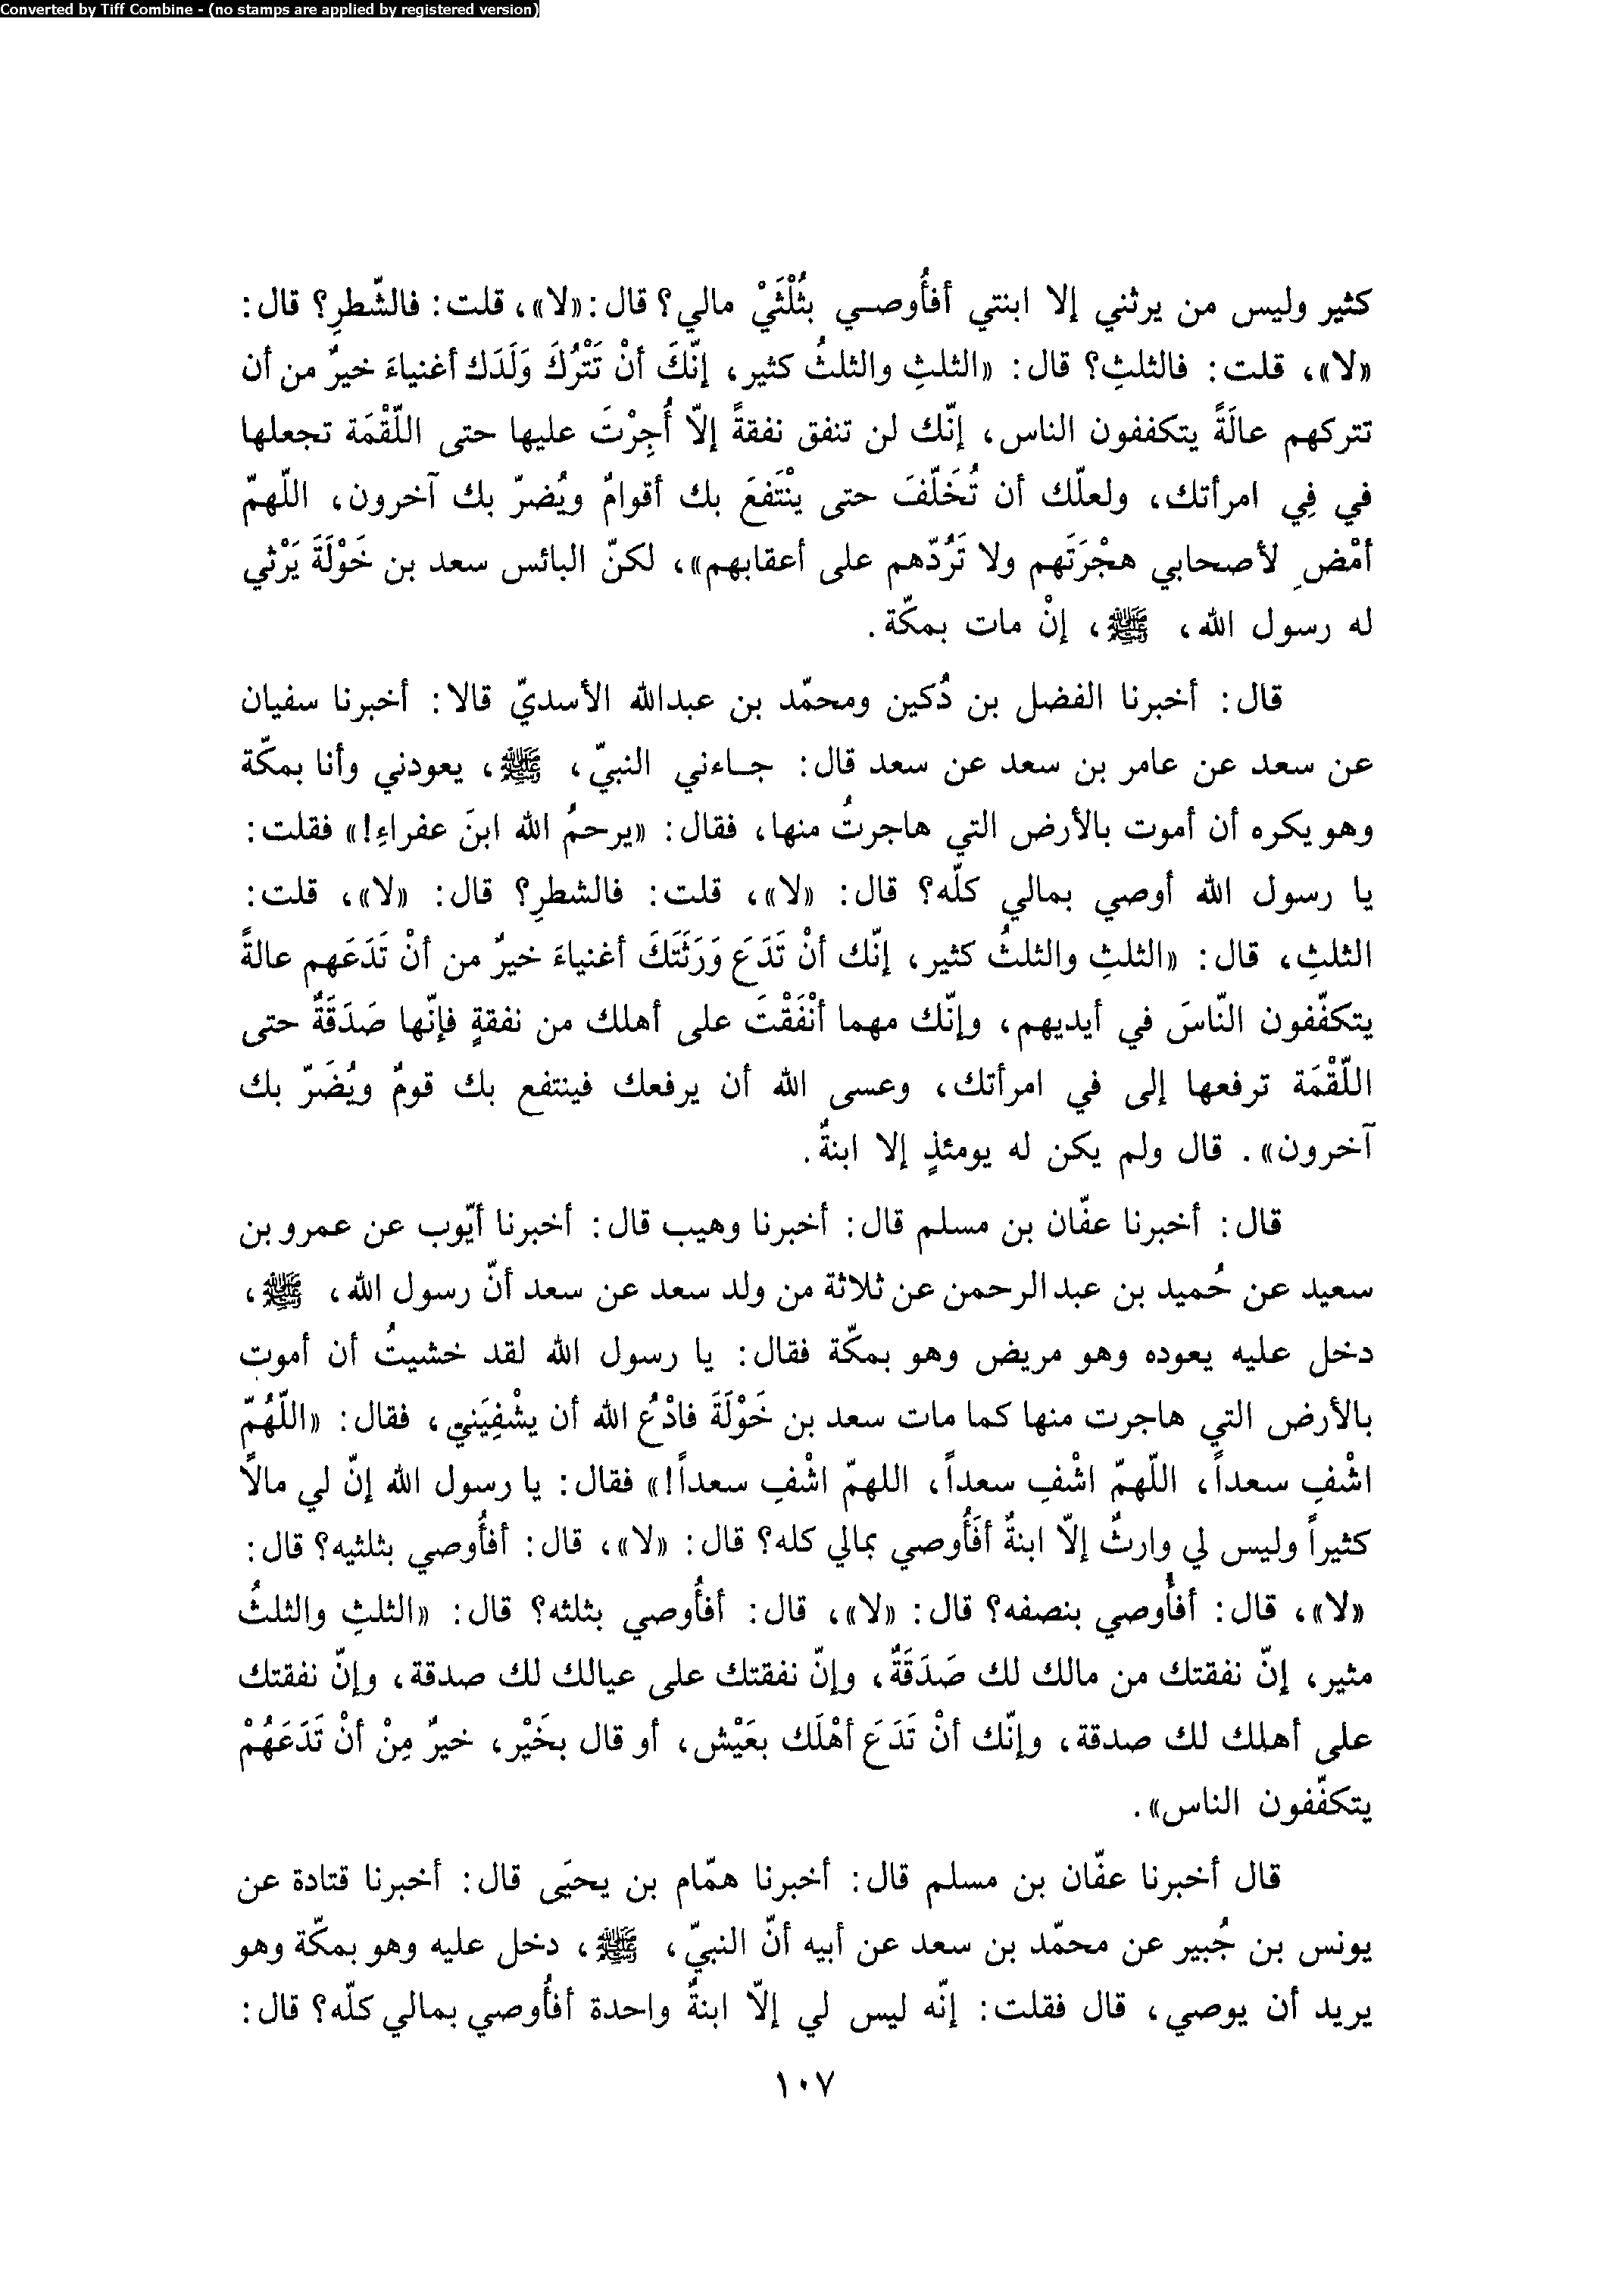 Converted by Tiff Combine - (no stamps are applied by registered version)
كثير وليس من يرثني إلا ابنتي أفأُوصي بثُلْثَيْ مالي؟ قال:«لا»، قلت: فالشّطرِ؟ قال:
«لا»، قلت: فالثلثِ؟ قال: «الثلثِ والثلثُ كثير، إنّكَ أنْ تَتْرُكَ وَلَدَك أغنياءَ خيرٌ من أن
تتركهم عالَةً يتكففون الناس، إنّك لن تنفق نفقةً إلاّ أُجِرْتَ عليها حتى اللّقْمَة تجعلها
في فِي امرأتك، ولعلّك أن تُخَلّفَ حتى ينْتَفعَ بك أقوامٌ ويُضرّ بك آخرون، اللّهمّ
أمْضِ لأصحابي هجْرَتَهم ولا تَرُدّهم على أعقابهم»، لكنّ البائس سعد بن خَوْلَةَ يَرْثي
له رسول الله، ﷺ، إنْ مات بمكّة.
قال: أخبرنا الفضل بن دُكين ومحمّد بن عبدالله الأسديّ قالا: أخبرنا سفيان
عن سعد عن عامر بن سعد عن سعد قال: جاءني النبيّ، ﷺ، يعودني وأنا بمكّة
وهو يكره أن أموت بالأرض التي هاجرتُ منها، فقال: «يرحمُ الله ابنَ عفراءِ!» فقلت:
يا رسول الله أوصي بمالي كلّه؟ قال: «لا»، قلت: فالشطرِ؟ قال: «لا»، قلت:
الثلثِ، قال: «الثلثِ والثلثُ كثير، إنّك أنْ تَدَعَ وَرَثَتَكَ أغنياءَ خيرٌ من أنْ تَدَعَهم عالةً
يتكفّفون النّاسَ في أيديهم، وإنّك مهما أنْفَقْتَ على أهلك من نفقةٍ فإنّها صَدَقَةٌ حتى
اللّقْمَة ترفعها إلى في امرأتك، وعسى الله أن يرفعك فينتفع بك قومٌ ويُضَرّ بك
آخرون». قال ولم يكن له يومئذٍ إلا ابنةٌ.
قال: أخبرنا عفّان بن مسلم قال: أخبرنا وهيب قال: أخبرنا أيّوب عن عمرو بن
سعيد عن حُميد بن عبد الرحمن عن ثلاثة من ولد سعد عن سعد أنّ رسول الله، ﷺ،
دخل عليه يعوده وهو مريض وهو بمكّة فقال: يا رسول الله لقد خشيتُ أن أموت
بالأرض التي هاجرت منها كما مات سعد بن خَوْلَةَ فادْعُ الله أن يشْفِيَني، فقال: «اللّهُمّ
اشْفِ سعداً، اللّهمّ اشْفِ سعداً، اللهمّ اشْفِ سعداً!» فقال: يا رسول الله إنّ لي مالاً
كثيراً وليس لي وارثٌ إلاّ ابنةٌ أفَأُوصي بمالي كله؟ قال: «لا»، قال: أفأُوصي بثلثيه؟ قال:
«لا»، قال: أفأُوصي بنصفه؟ قال: «لا»، قال: أفأُوصي بثلثه؟ قال: «الثلثِ والثلثُ
مثير، إنّ نفقتك من مالك لك صَدَقَةٌ، وإنّ نفقتك على عيالك لك صدقة، وإنّ نفقتك
على أهلك لك صدقة، وإنّك أنْ تَدَعَ أهْلَك بعَيْش، أو قال بخَيْر، خيرٌ مِنْ أنْ تَدَعَهُمْ
يتكفّفون الناس».
قال أخبرنا عفّان بن مسلم قال: أخبرنا همّام بن يحيَى قال: أخبرنا قتادة عن
يونس بن جُبير عن محمّد بن سعد عن أبيه أنّ النبيّ، ﷺ، دخل عليه وهو بمكّة وهو
يريد أن يوصي، قال فقلت: إنّه ليس لي إلاّ ابنةٌ واحدة أفأُوصي بمالي كلّه؟ قال:
١٠٧